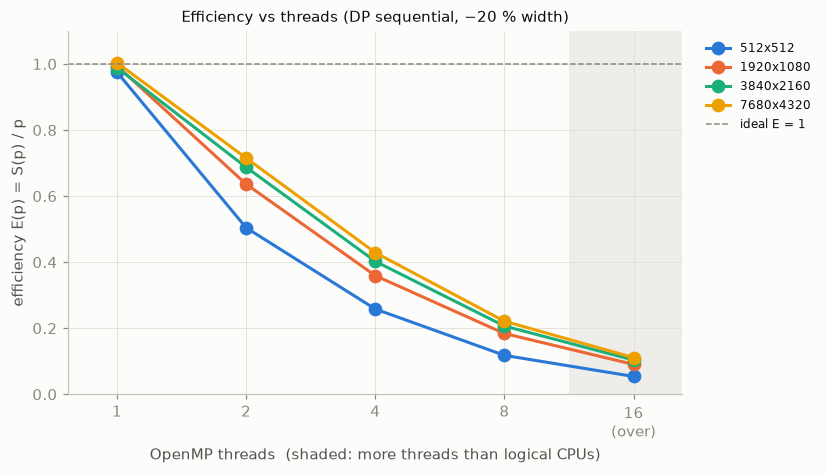 Efficiency vs threads (DP sequential, −20 % width)
efficiency E(p) = S(p) / p
1.0
0.8
0.6
0.4
0.2
0.0
1
2
4
8
16
(over)
OpenMP threads  (shaded: more threads than logical CPUs)
512x512
1920x1080
3840x2160
7680x4320
ideal E = 1